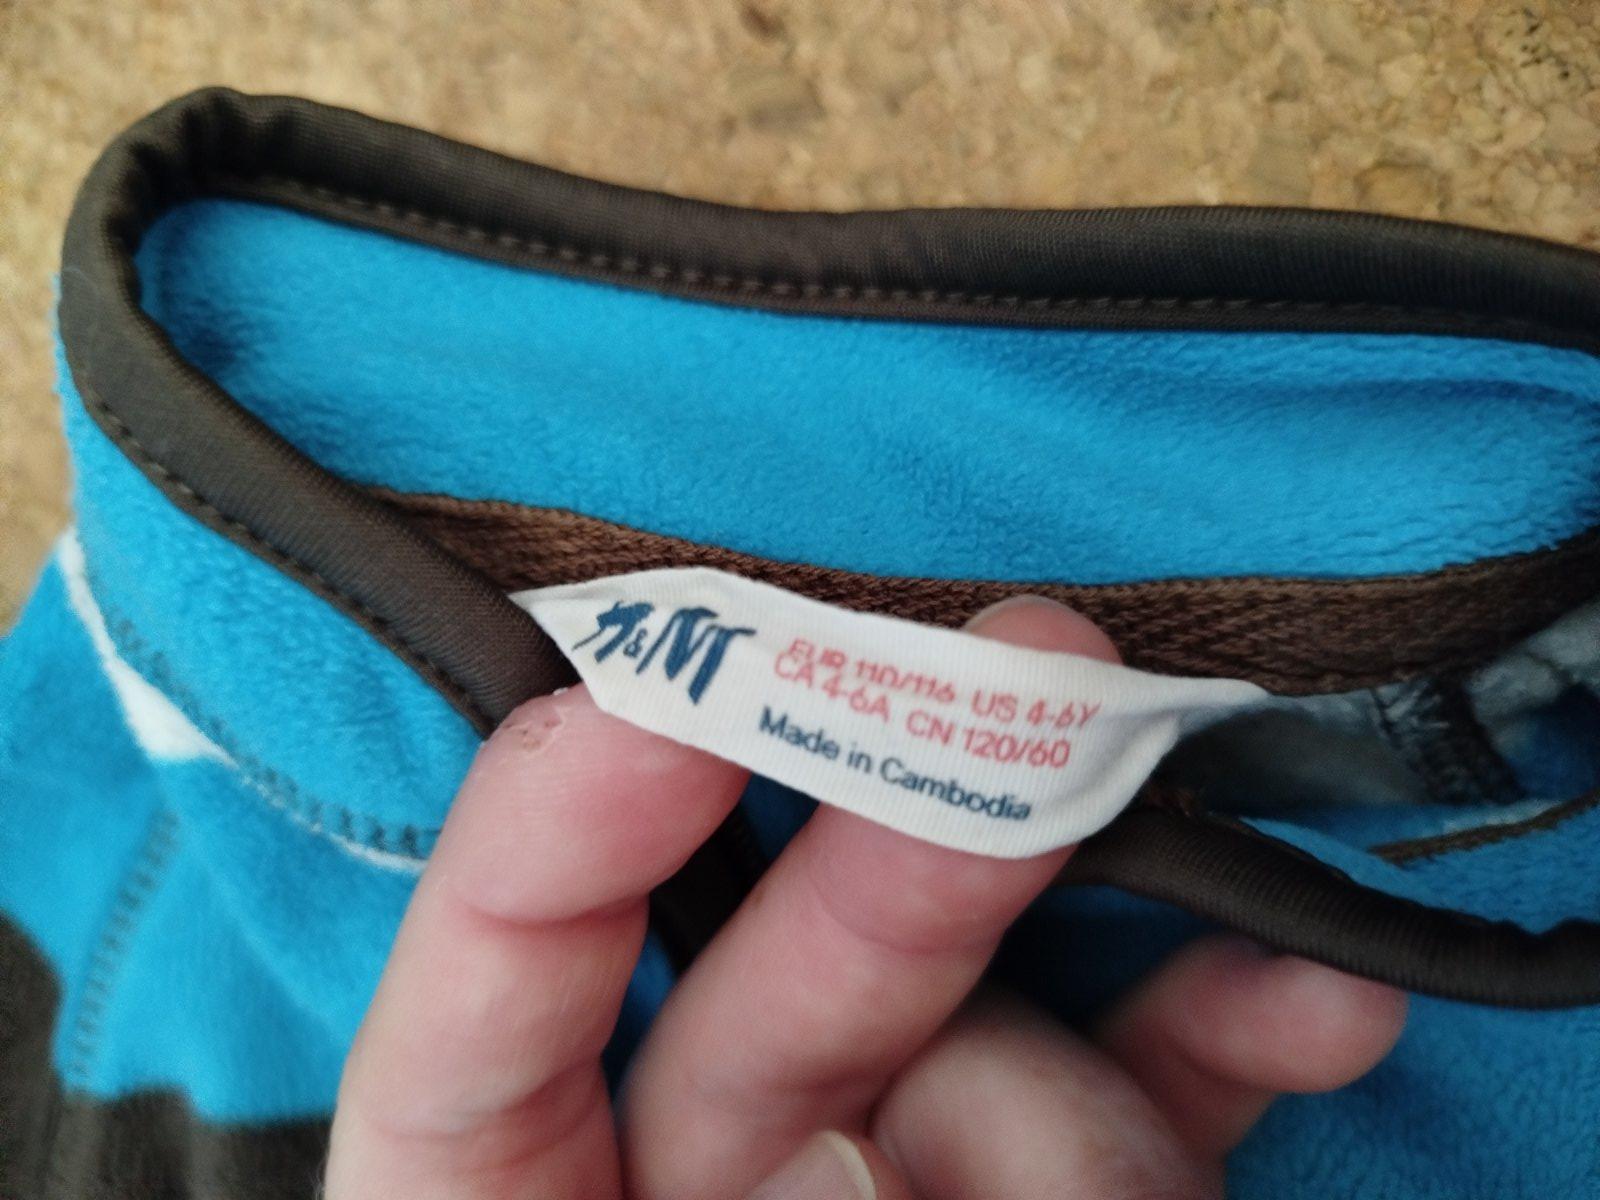 H&M
EUR 110/116 US 4-6Y
CA 4-6A CN 120/60
Made in Cambodia